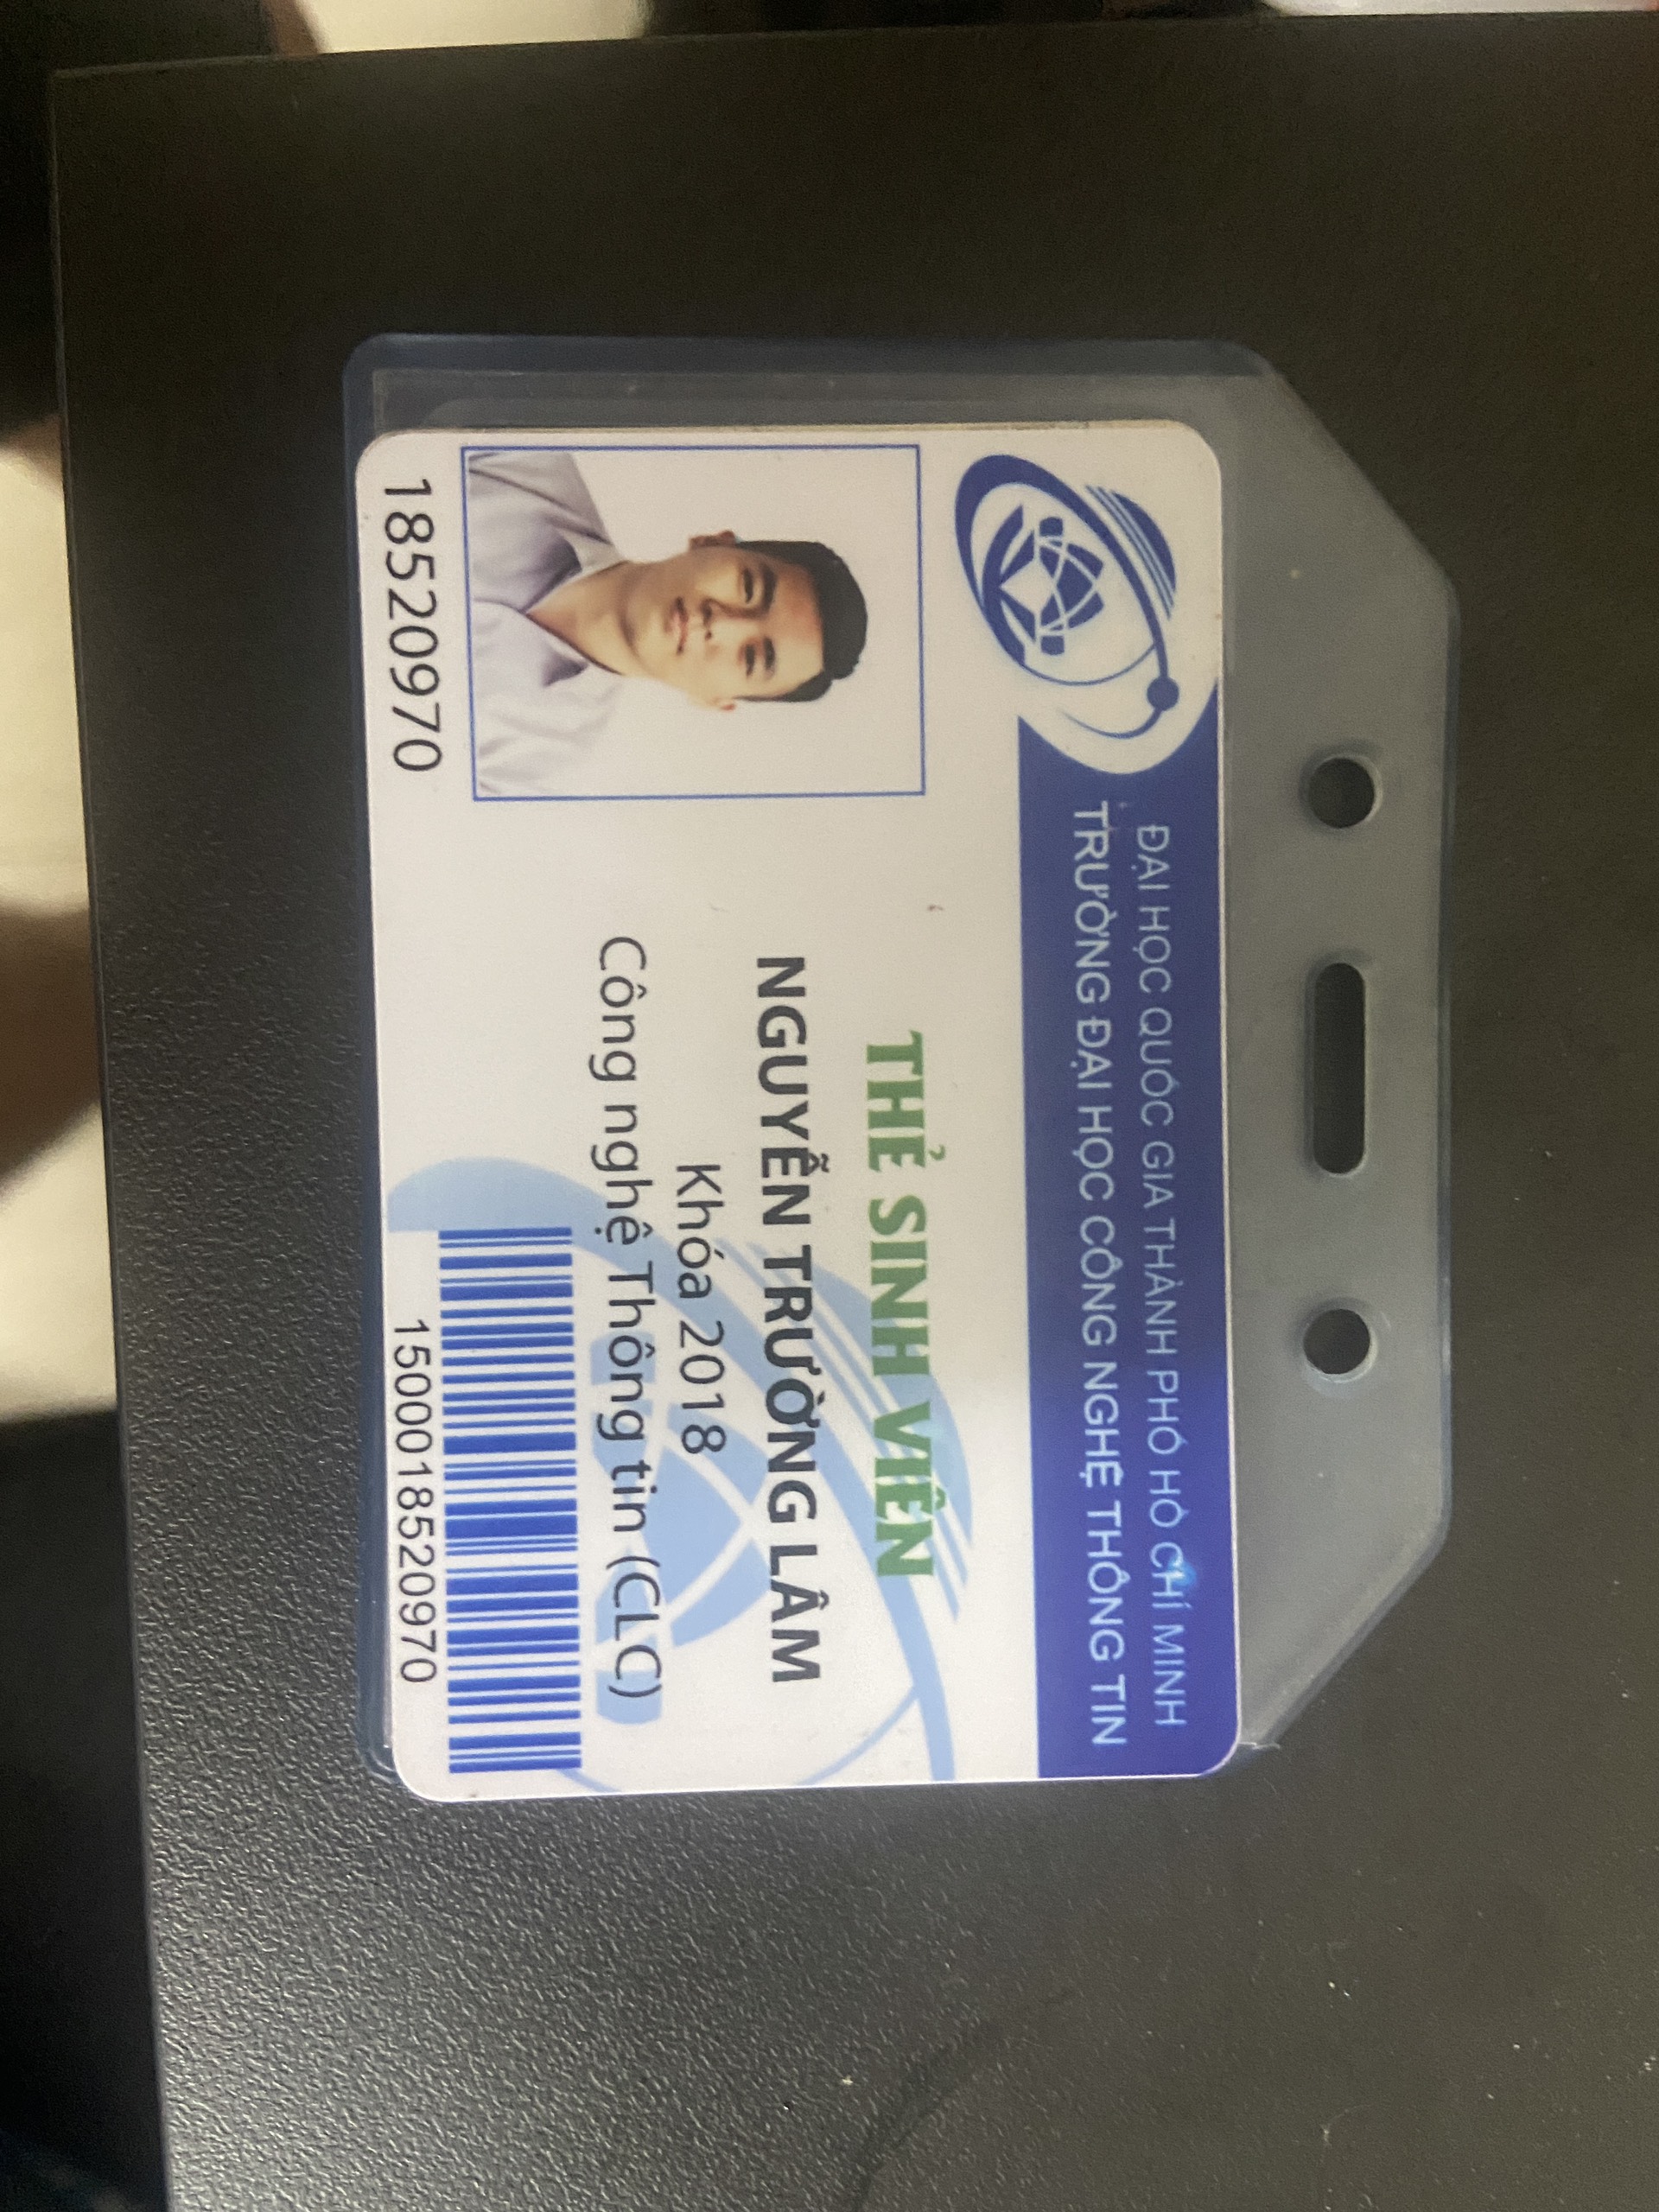 ĐẠI HỌC QUỐC GIA THÀNH PHỐ HỒ CHÍ MINH
TRƯỜNG ĐẠI HỌC CÔNG NGHỆ THÔNG TIN
THẺ SINH VIÊN
NGUYỄN TRƯỜNG LÂM
Khóa 2018
Công nghệ Thông tin (CLC)
18520970
1500018520970